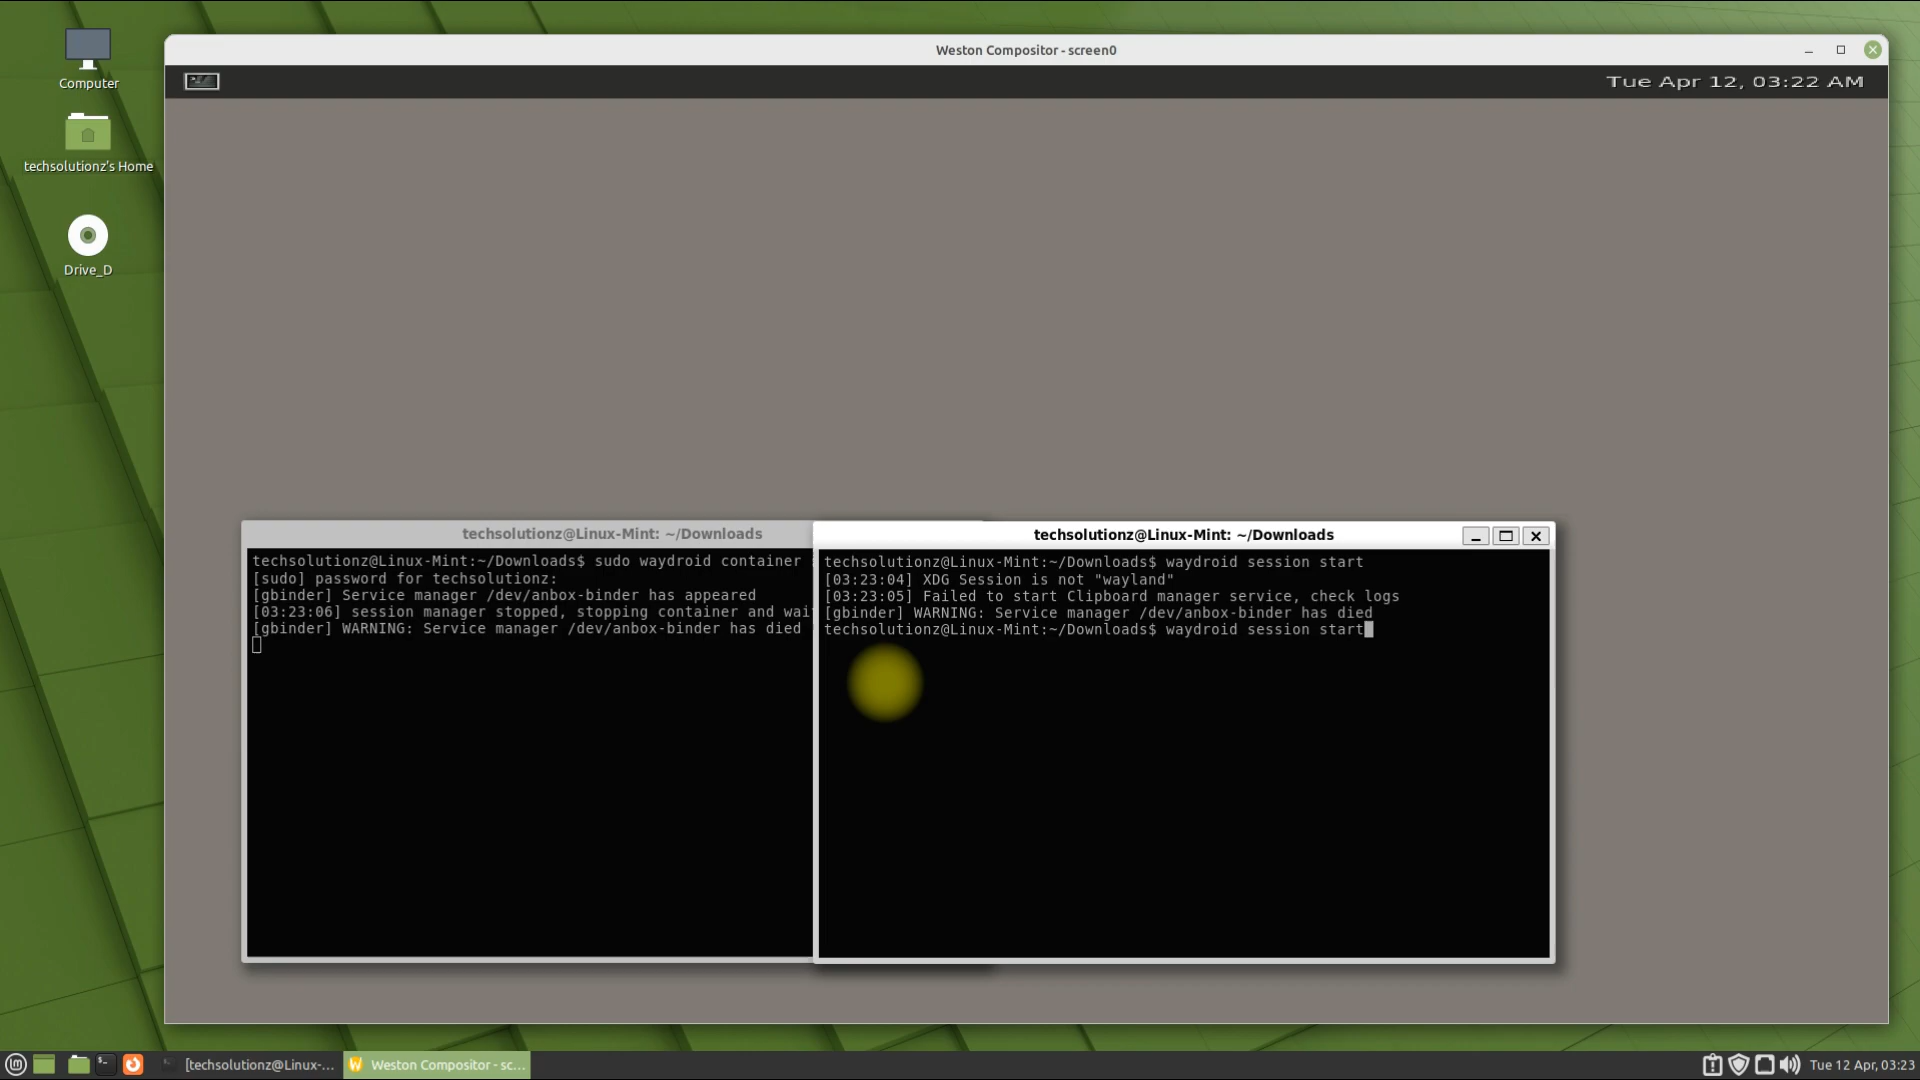 Computer
techsolutionz's Home
Drive_D
Weston Compositor - screen0
Tue Apr 12, 03:22 AM
techsolutionz@Linux-Mint: ~/Downloads
techsolutionz@Linux-Mint:~/Downloads$ sudo waydroid container
[sudo] password for techsolutionz:
[gbinder] Service manager /dev/anbox-binder has appeared
[03:23:06] session manager stopped, stopping container and wai
[gbinder] WARNING: Service manager /dev/anbox-binder has died
techsolutionz@Linux-Mint: ~/Downloads
techsolutionz@Linux-Mint:~/Downloads$ waydroid session start
[03:23:04] XDG Session is not "wayland"
[03:23:05] Failed to start Clipboard manager service, check logs
[gbinder] WARNING: Service manager /dev/anbox-binder has died
techsolutionz@Linux-Mint:~/Downloads$ waydroid session start
[techsolutionz@Linux-...
Weston Compositor - sc...
Tue 12 Apr, 03:23